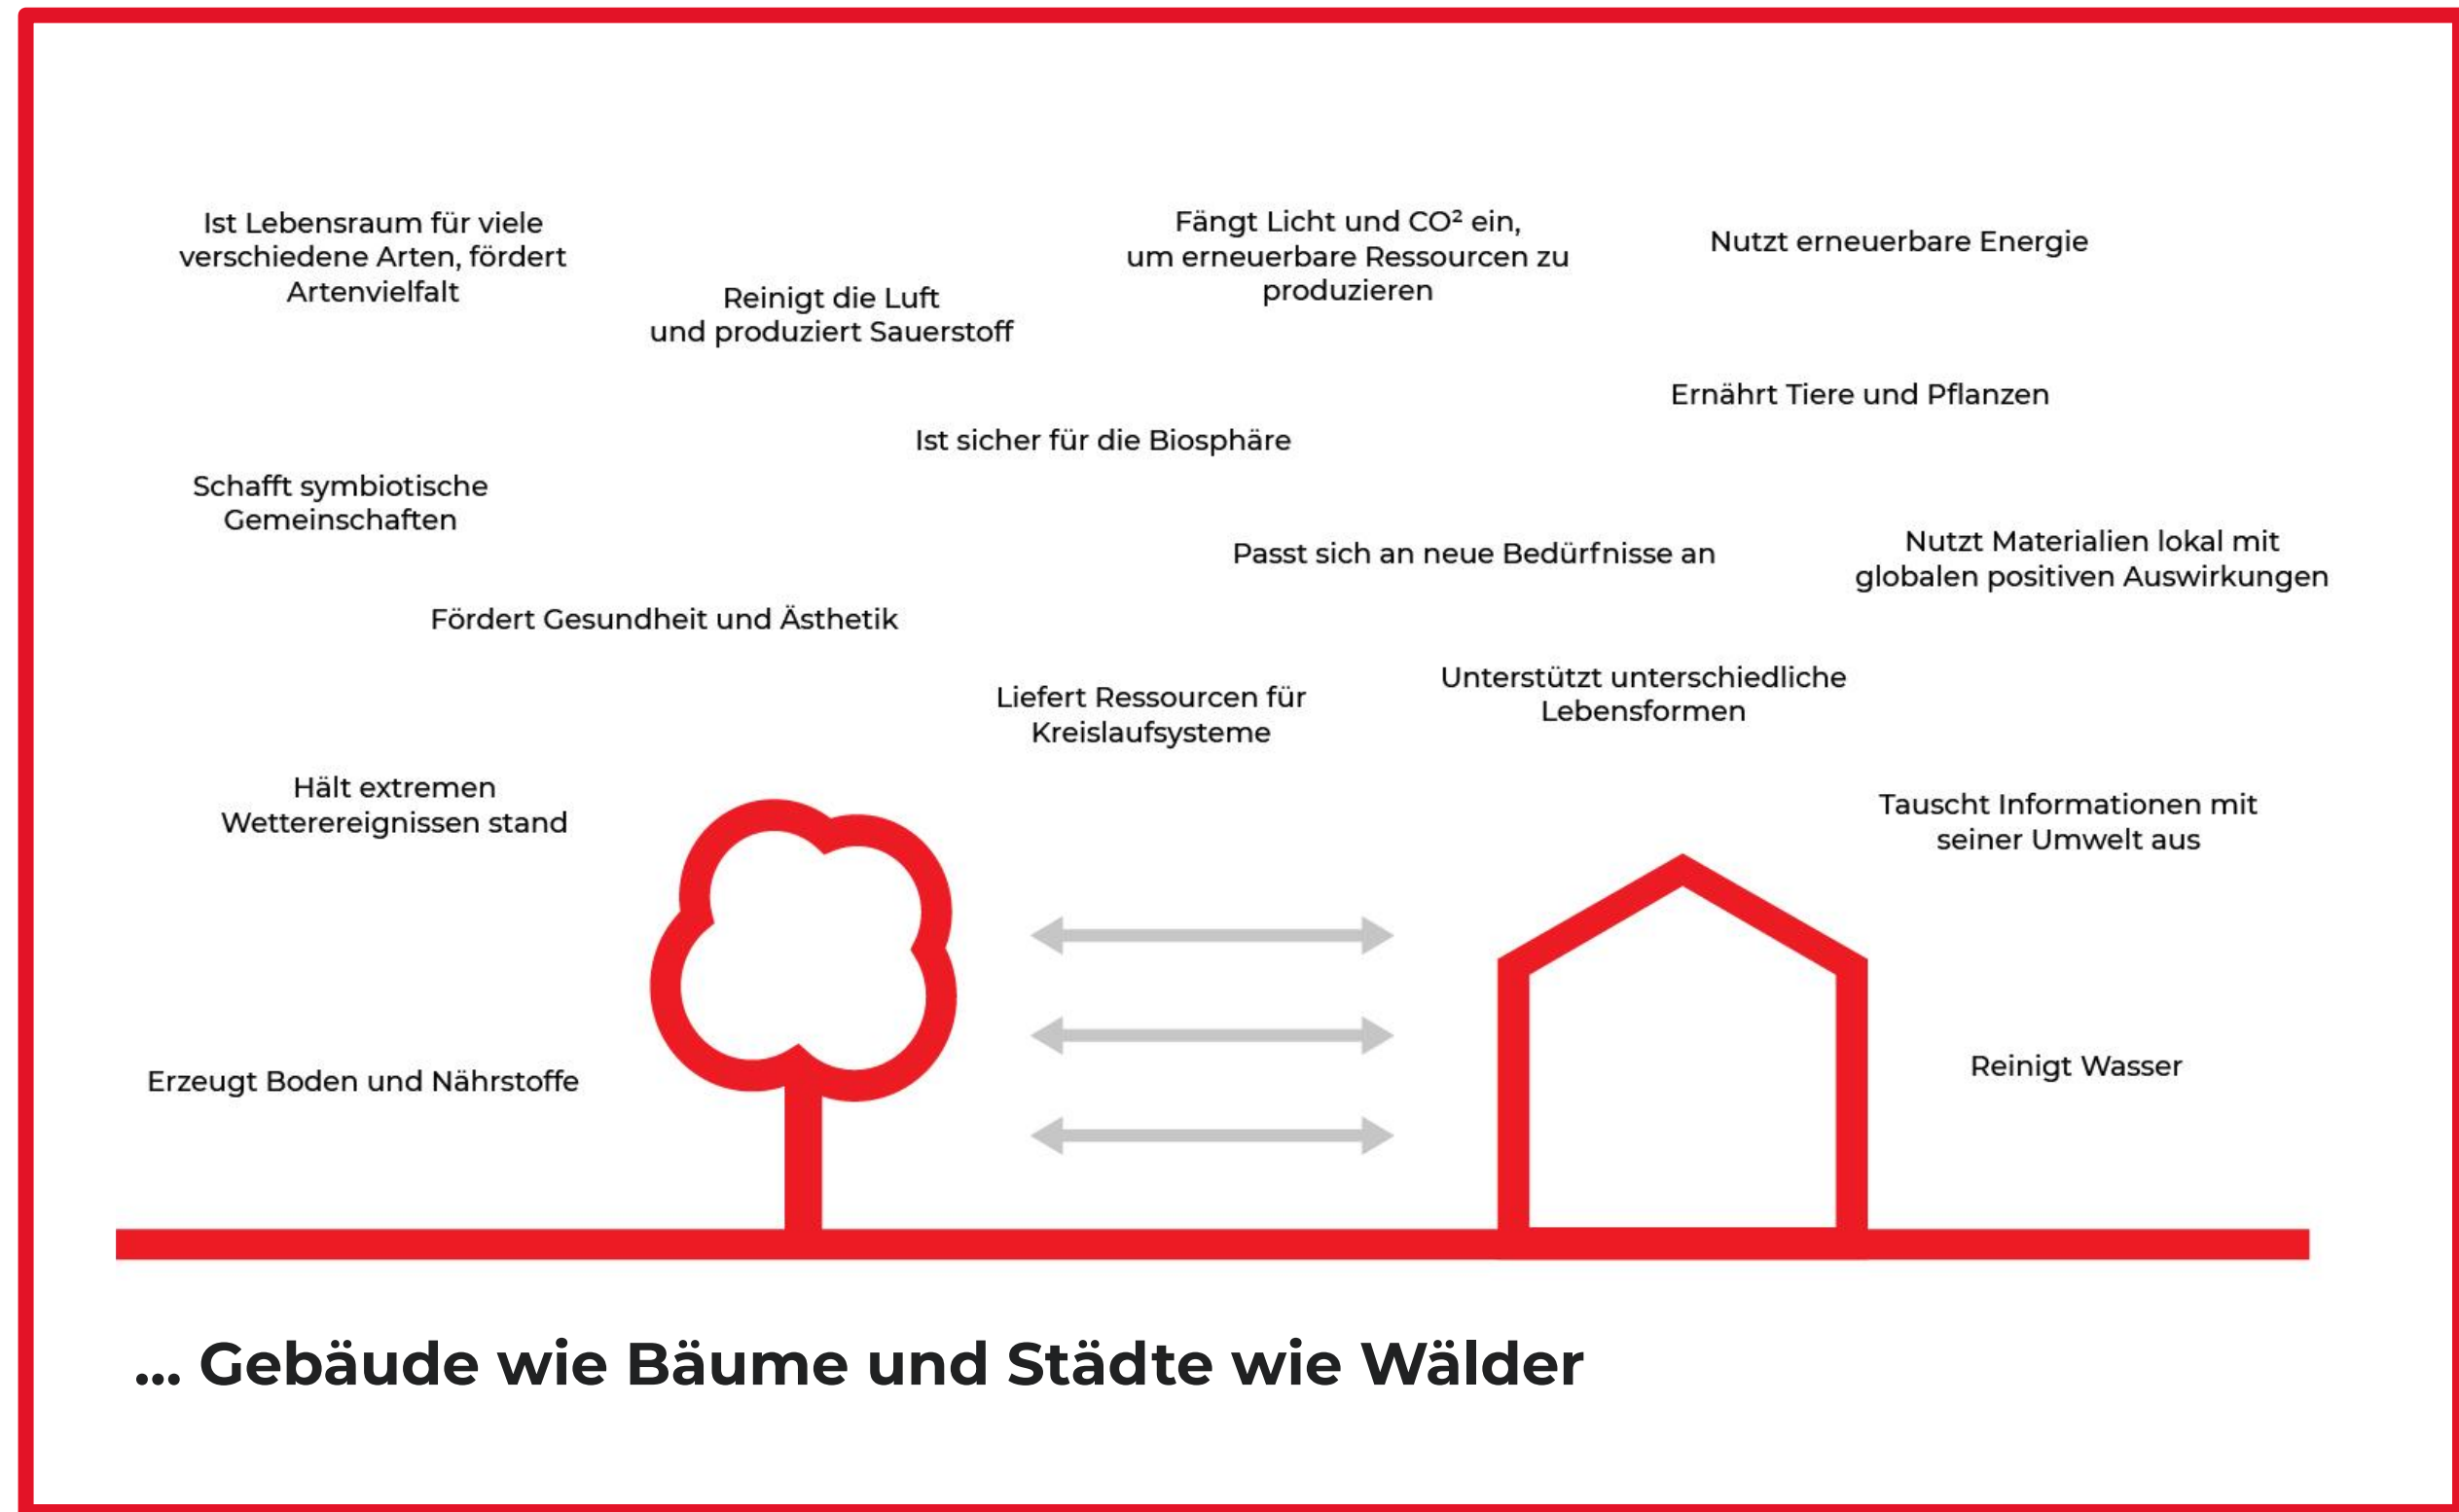 Ist Lebensraum für viele
verschiedene Arten, fördert
Artenvielfalt
Reinigt die Luft
und produziert Sauerstoff
Fängt Licht und CO² ein,
um erneuerbare Ressourcen zu
produzieren
Nutzt erneuerbare Energie
Ernährt Tiere und Pflanzen
Ist sicher für die Biosphäre
Schafft symbiotische
Gemeinschaften
Passt sich an neue Bedürfnisse an
Nutzt Materialien lokal mit
globalen positiven Auswirkungen
Fördert Gesundheit und Ästhetik
Liefert Ressourcen für
Kreislaufsysteme
Unterstützt unterschiedliche
Lebensformen
Hält extremen
Wetterereignissen stand
Tauscht Informationen mit
seiner Umwelt aus
Erzeugt Boden und Nährstoffe
Reinigt Wasser
... Gebäude wie Bäume und Städte wie Wälder